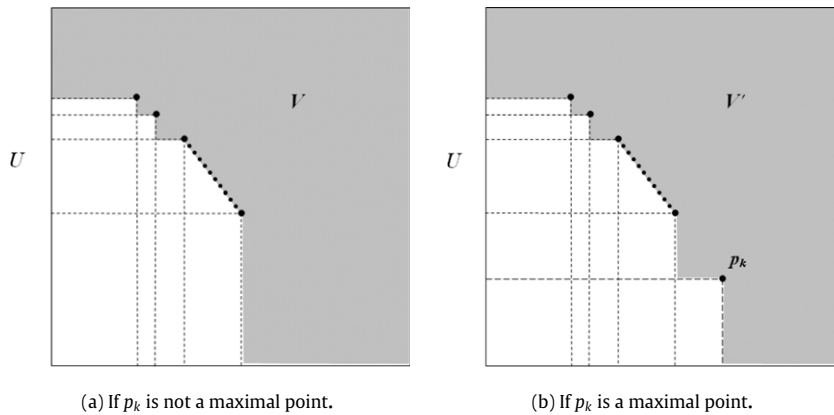 V
U
V′
U
p_k
(a) If p_k is not a maximal point.
(b) If p_k is a maximal point.